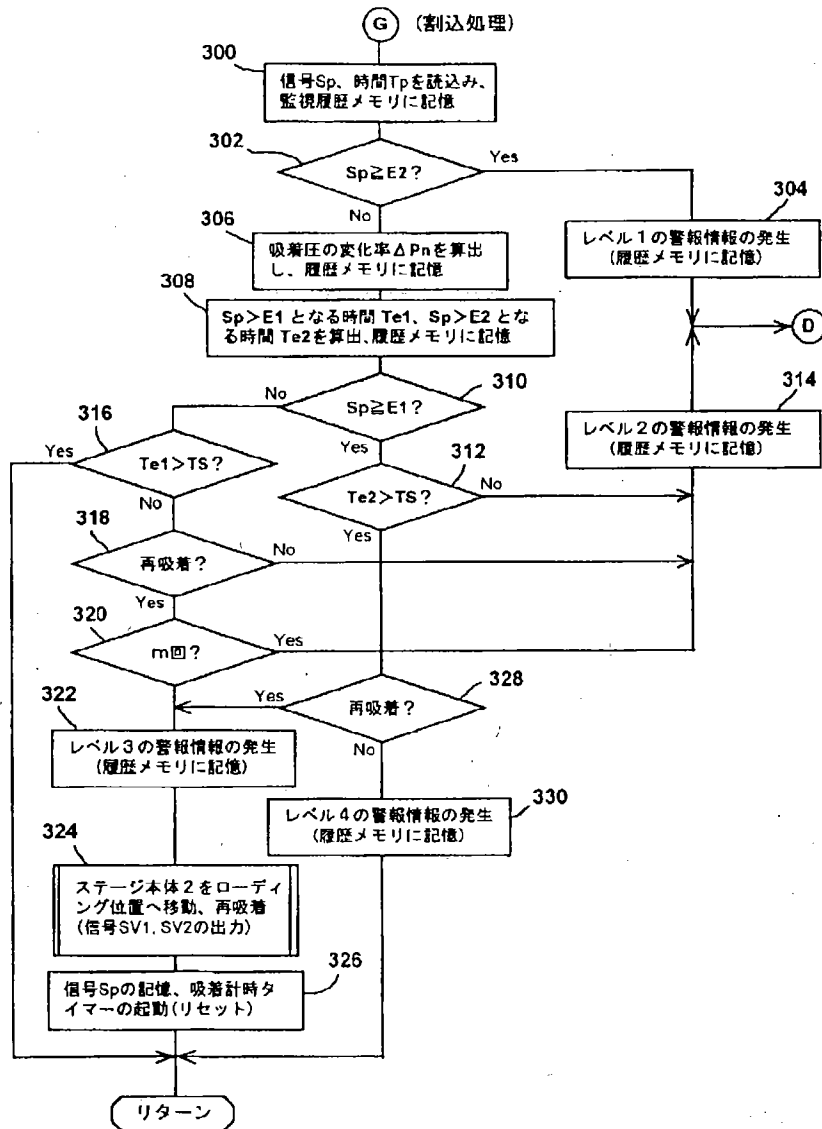 G (割込処理)
300
信号Sp、時間Tpを読込み、
監視履歴メモリに記憶
302
Sp≧E2?
Yes
No
304
レベル1の警報情報の発生
(履歴メモリに記憶)
306
吸着圧の変化率ΔPnを算出
し、履歴メモリに記憶
308
Sp>E1 となる時間 Te1、Sp>E2 とな
る時間 Te2を算出、履歴メモリに記憶
D
310
Sp≧E1?
No
Yes
314
レベル2の警報情報の発生
(履歴メモリに記憶)
316
Te1>TS?
Yes
No
312
Te2>TS?
No
Yes
318
再吸着?
No
Yes
320
m回?
Yes
328
再吸着?
Yes
No
322
レベル3の警報情報の発生
(履歴メモリに記憶)
330
レベル4の警報情報の発生
(履歴メモリに記憶)
324
ステージ本体2をローディ
ング位置へ移動、再吸着
(信号SV1, SV2の出力)
326
信号Spの記憶、吸着計時タ
イマーの起動(リセット)
リターン